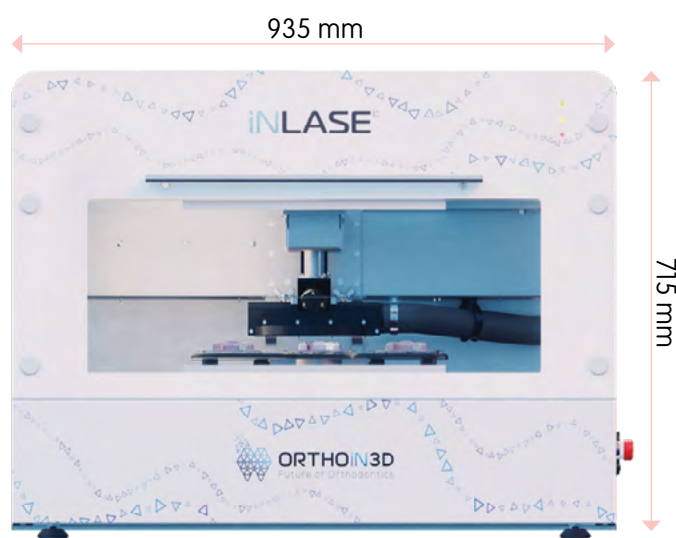 935 mm
iNLASE
715 mm
ORTHOiN3D
Future of Orthodontics